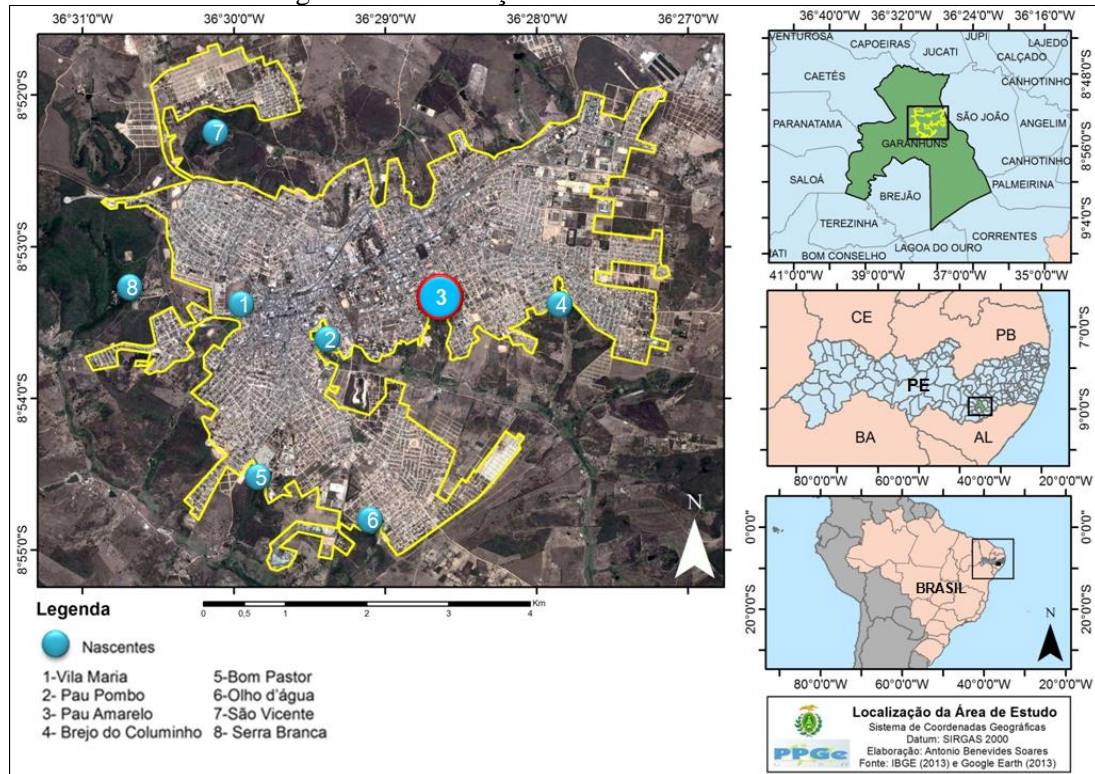 36°31'0"S 36°30'0"S 36°29'0"S 36°28'0"S 36°27'0"S
8°52'0"S
8°53'0"S
8°54'0"S
8°55'0"S
7
8
1
2
3
4
5
6
N
Legenda
0 0,5 1 2 3 4 Km
Nascentes
1-Vila Maria
2- Pau Pombo
3- Pau Amarelo
4- Brejo do Columinho
5-Bom Pastor
6-Olho d'água
7-São Vicente
8- Serra Branca
36°40'0"S 36°32'0"S 36°24'0"S 36°16'0"S
VENTUROSA
CAPOEIRAS
JUCATI
JUPI
LAJEDO
CALÇADO
CANHOTINHO
CAETÉS
PARANATAMA
SÃO JOÃO
ANGELIM
GARANHUNS
CANHOTINHO
SALOÁ
BREJÃO
PALMEIRINA
TEREZINHA
CORRENTES
LAGOA DO OURO
BOM CONSELHO
8°48'0"S
8°56'0"S
9°4'0"S
41°0'0"W 39°0'0"W 37°0'0"W 35°0'0"W
CE
PB
PE
BA
AL
7°0'0"S
9°0'0"S
80°0'0"W 60°0'0"W 40°0'0"W 20°0'0"W
0°0'0"
20°0'0"S
BRASIL
N
80°0'0"W 60°0'0"W 40°0'0"W 20°0'0"W
PPGe
Localização da Área de Estudo
Sistema de Coordenadas Geográficas
Datum: SIRGAS 2000
Elaboração: Antonio Benevides Soares
Fonte: IBGE (2013) e Google Earth (2013)